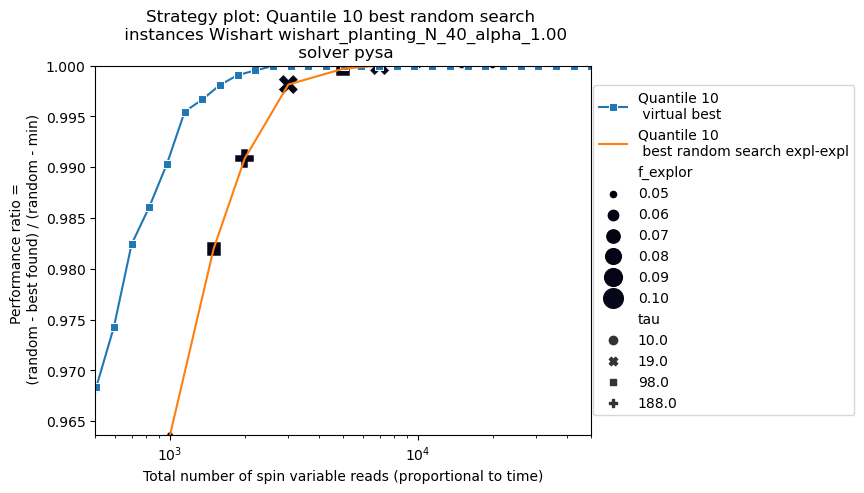 Strategy plot: Quantile 10 best random search
instances Wishart wishart_planting_N_40_alpha_1.00
solver pysa
1.000
0.995
0.990
0.985
0.980
0.975
0.970
0.965
Performance ratio =
(random - best found) / (random - min)
10³
10⁴
Total number of spin variable reads (proportional to time)
Quantile 10
virtual best
Quantile 10
best random search expl-expl
f_explor
0.05
0.06
0.07
0.08
0.09
0.10
tau
10.0
19.0
98.0
188.0